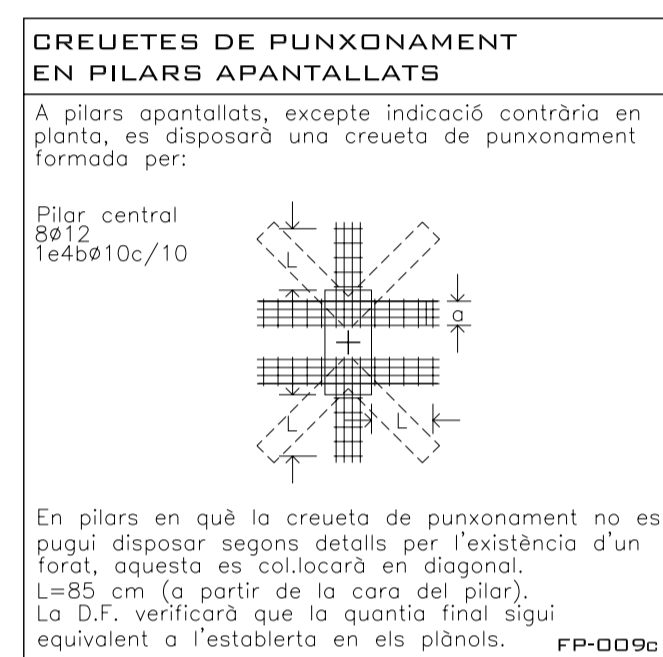 CREUETES DE PUNXONAMENT
EN PILARS APANTALLATS
A pilars apantallats, excepte indicació contrària en
planta, es disposarà una creueta de punxonament
formada per:
Pilar central
8ø12
1e4bø10c/10
L
a
L
L
En pilars en què la creueta de punxonament no es
pugui disposar segons detalls per l'existència d'un
forat, aquesta es col.locarà en diagonal.
L=85 cm (a partir de la cara del pilar).
La D.F. verificarà que la quantia final sigui
equivalent a l'establerta en els plànols.
FP-009c